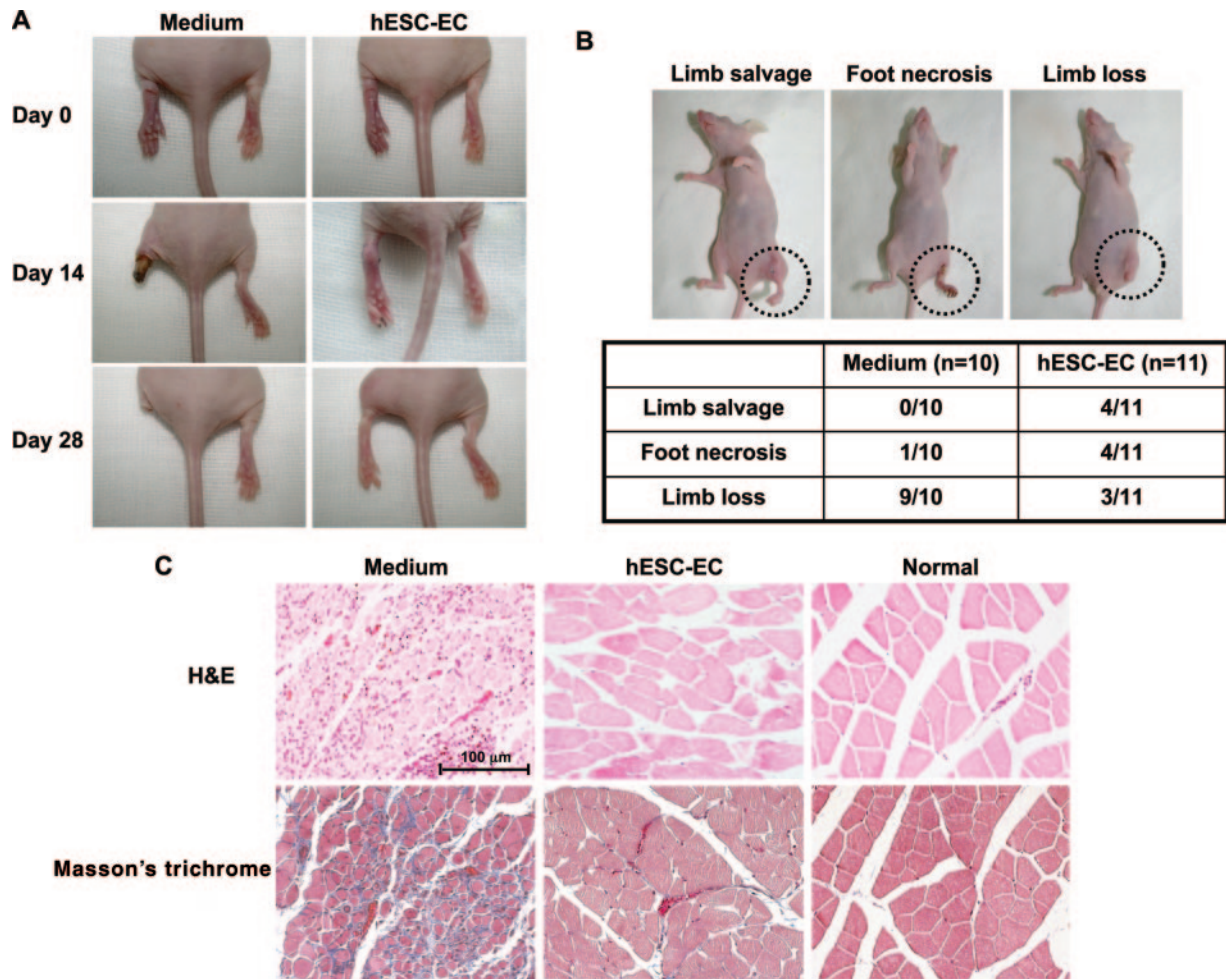 A
Medium hESC-EC
Day 0
Day 14
Day 28
B
Limb salvage Foot necrosis Limb loss
Medium (n=10) hESC-EC (n=11)
Limb salvage 0/10 4/11
Foot necrosis 1/10 4/11
Limb loss 9/10 3/11
C
Medium hESC-EC Normal
H&E
100 µm
Masson's trichrome